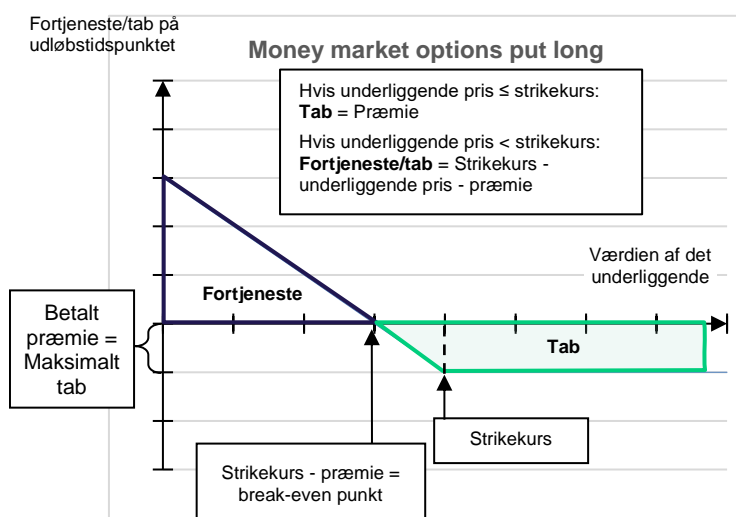 Fortjeneste/tab på
udløbstidspunktet
Money market options put long
Hvis underliggende pris ≤ strikekurs:
Tab = Præmie
Hvis underliggende pris < strikekurs:
Fortjeneste/tab = Strikekurs -
underliggende pris - præmie
Værdien af det
underliggende
Fortjeneste
Betalt
præmie =
Maksimalt
tab
Tab
Strikekurs
Strikekurs - præmie =
break-even punkt